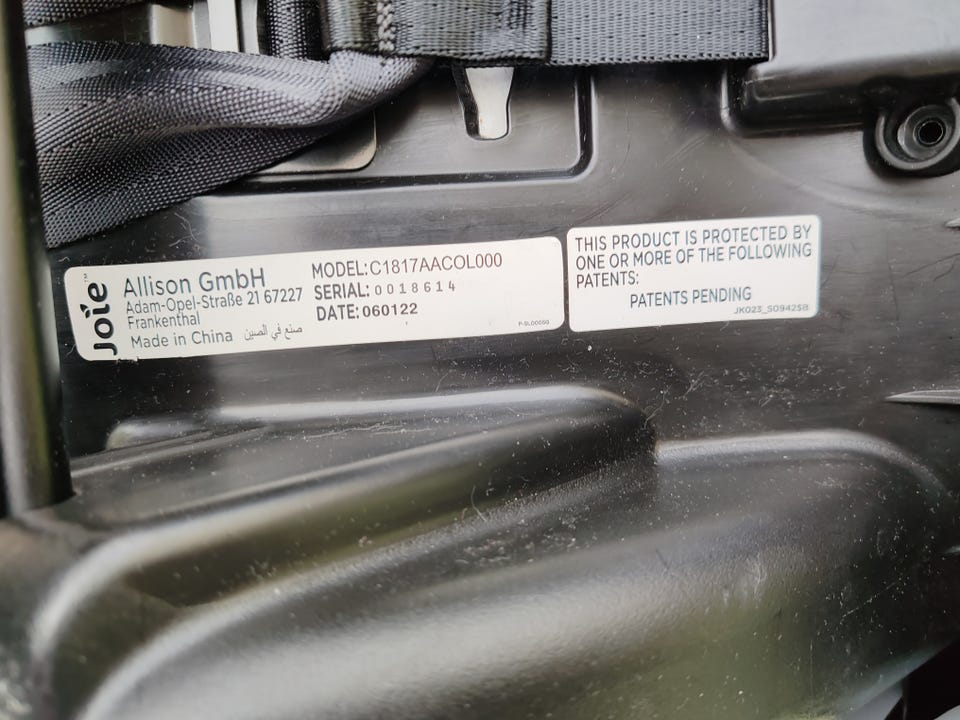 Joie™
Allison GmbH
Adam-Opel-Straße 21 67227
Frankenthal
Made in China صنع في الصين
MODEL:C1817AACOL000
SERIAL:0018614
DATE:060122
THIS PRODUCT IS PROTECTED BY
ONE OR MORE OF THE FOLLOWING
PATENTS:
PATENTS PENDING